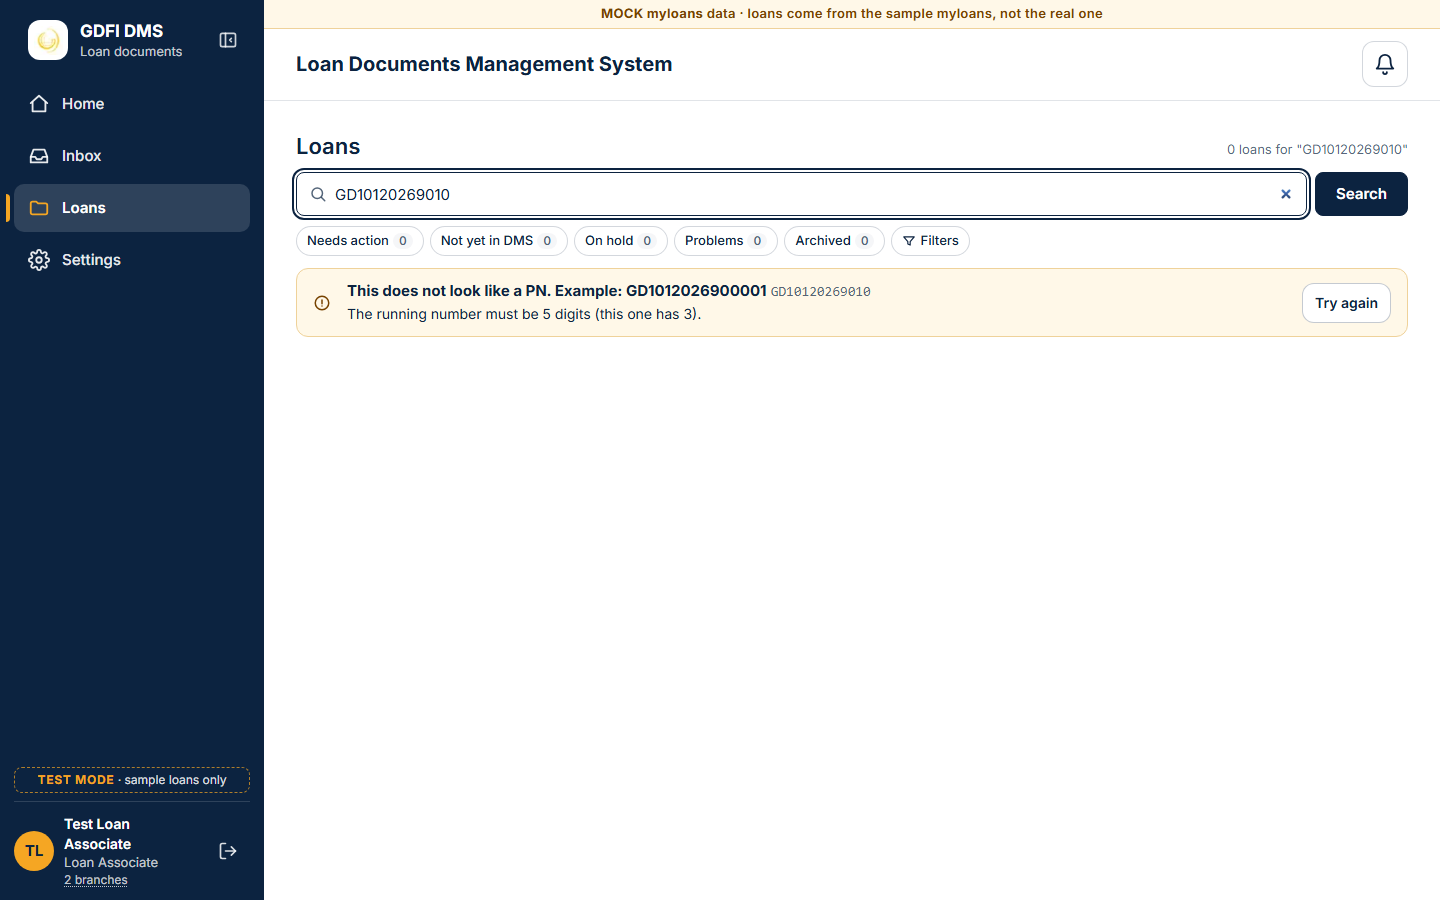 MOCK myloans data · loans come from the sample myloans, not the real one
GDFI DMS
Loan documents
Home
Inbox
Loans
Settings
TEST MODE · sample loans only
TL
Test Loan
Associate
Loan Associate
2 branches
Loan Documents Management System
Loans
0 loans for "GD10120269010"
GD10120269010
Search
Needs action 0
Not yet in DMS 0
On hold 0
Problems 0
Archived 0
Filters
This does not look like a PN. Example: GD1012026900001 GD10120269010
The running number must be 5 digits (this one has 3).
Try again